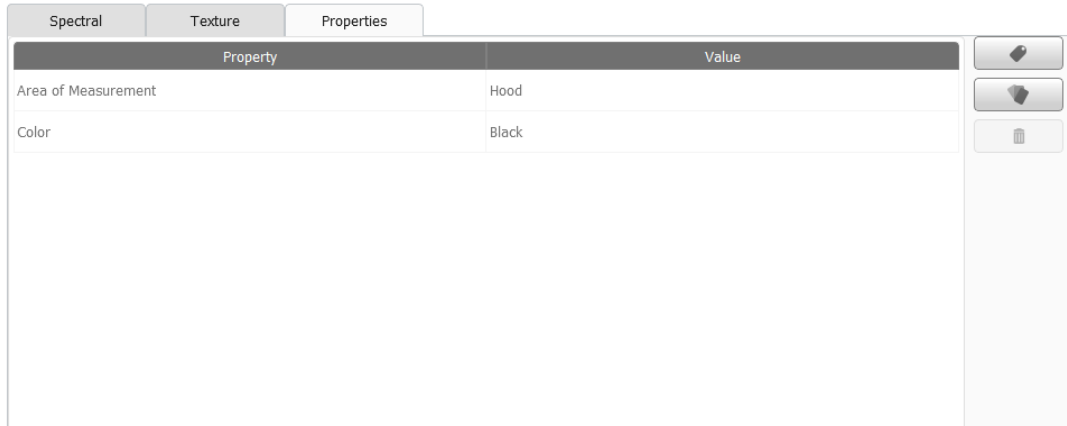 Spectral Texture Properties
Property Value
Area of Measurement Hood
Color Black